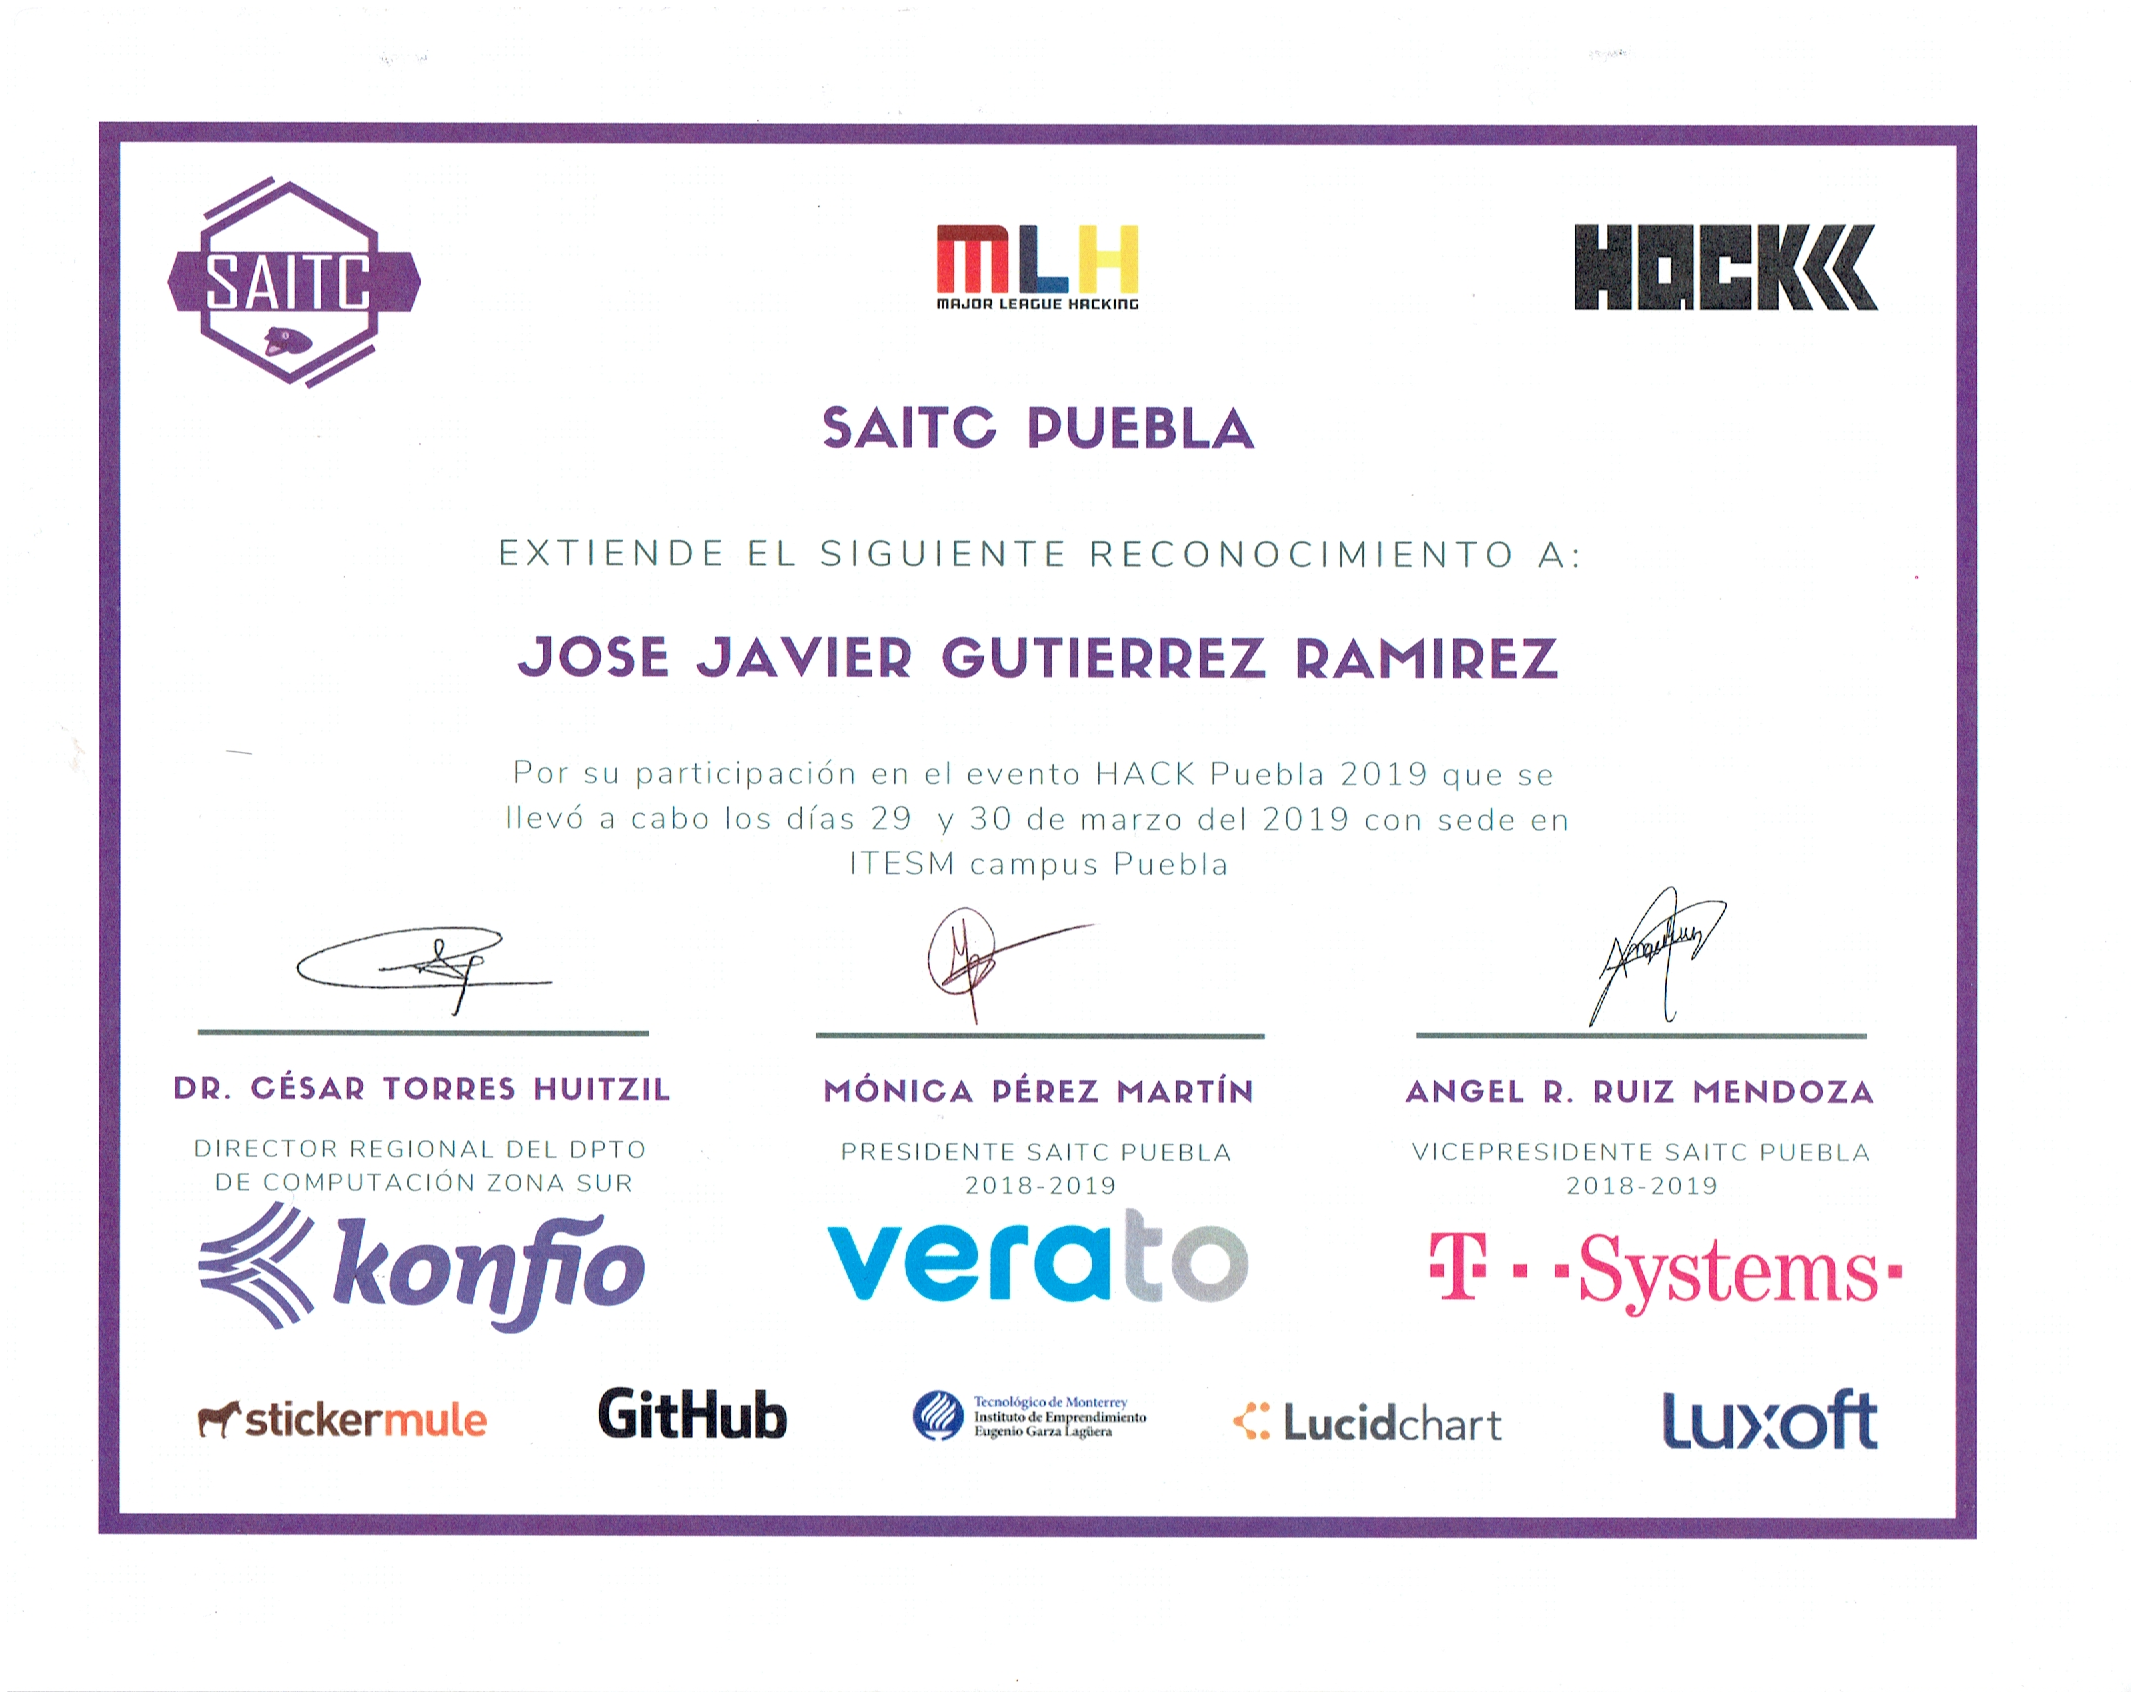 SAITC
MLH
MAJOR LEAGUE HACKING
HACK
SAITC PUEBLA
EXTIENDE EL SIGUIENTE RECONOCIMIENTO A:
JOSE JAVIER GUTIERREZ RAMIREZ
Por su participación en el evento HACK Puebla 2019 que se
llevó a cabo los días 29 y 30 de marzo del 2019 con sede en
ITESM campus Puebla
DR. CÉSAR TORRES HUITZIL
DIRECTOR REGIONAL DEL DPTO
DE COMPUTACIÓN ZONA SUR
MÓNICA PÉREZ MARTÍN
PRESIDENTE SAITC PUEBLA
2018-2019
ANGEL R. RUIZ MENDOZA
VICEPRESIDENTE SAITC PUEBLA
2018-2019
konfío
verato
T··Systems·
stickermule
GitHub
Tecnológico de Monterrey
Instituto de Emprendimiento
Eugenio Garza Lagüera
Lucidchart
Luxoft